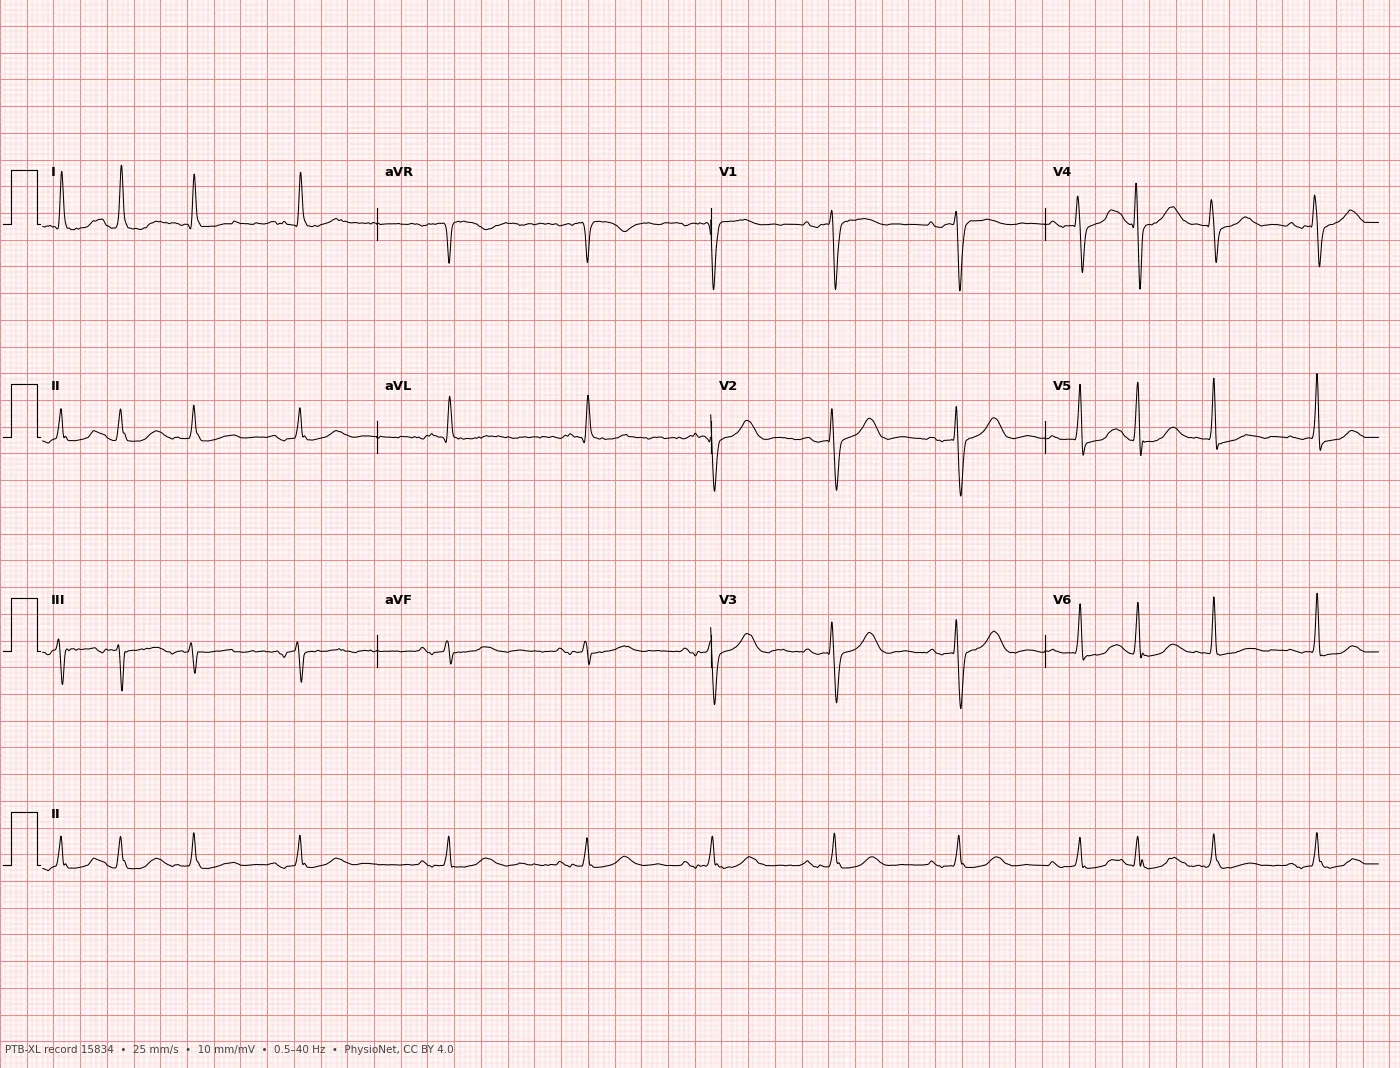 I aVR V1 V4
II aVL V2 V5
III aVF V3 V6
II
PTB-XL record 15834 • 25 mm/s • 10 mm/mV • 0.5–40 Hz • PhysioNet, CC BY 4.0